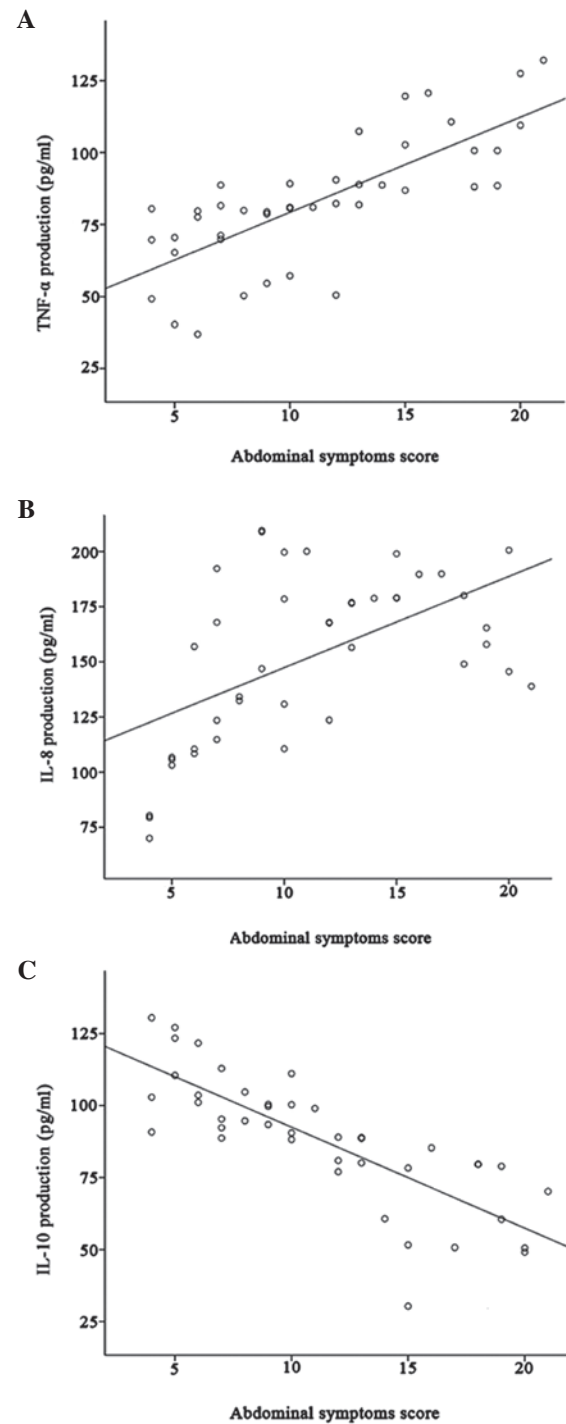 A
125
100
75
50
25
TNF-α production (pg/ml)
5 10 15 20
Abdominal symptoms score
B
200
175
150
125
100
75
IL-8 production (pg/ml)
5 10 15 20
Abdominal symptoms score
C
125
100
75
50
25
IL-10 production (pg/ml)
5 10 15 20
Abdominal symptoms score